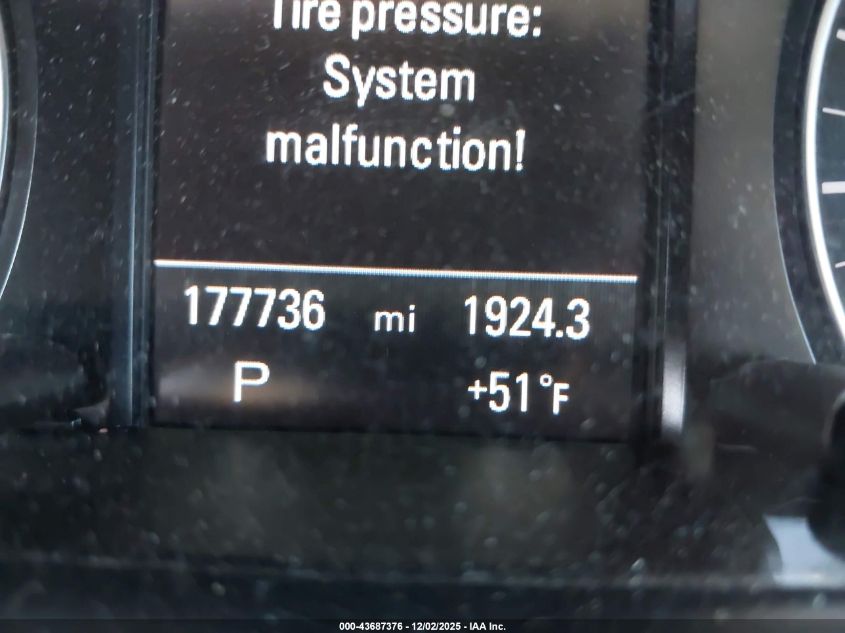 Tire pressure:
System
malfunction!
177736 mi 1924.3
P +51°F
000-43687376 - 12/02/2025 - IAA Inc.